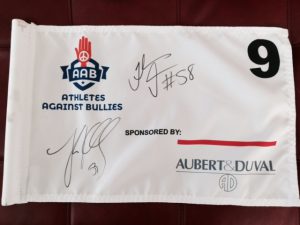 9
AAB
ATHLETES
AGAINST BULLIES
#58
SPONSORED BY:
AUBERT & DUVAL
AD